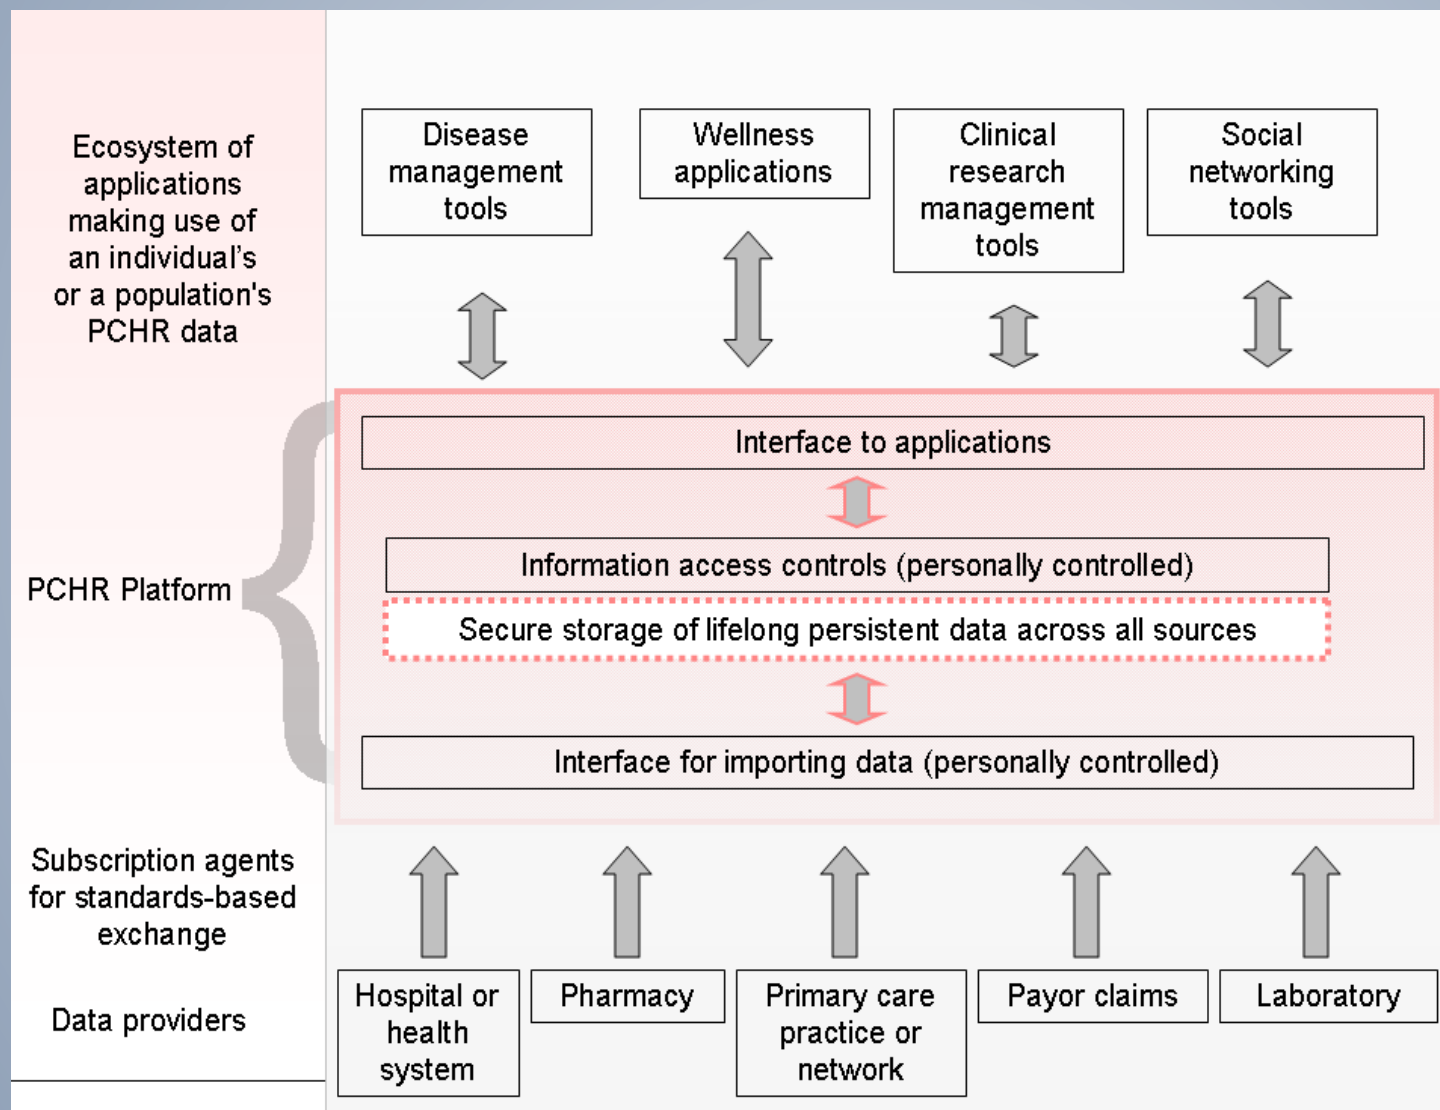 Ecosystem of
applications
making use of
an individual's
or a population's
PCHR data
Disease
management
tools
Wellness
applications
Clinical
research
management
tools
Social
networking
tools
PCHR Platform
Interface to applications
Information access controls (personally controlled)
Secure storage of lifelong persistent data across all sources
Interface for importing data (personally controlled)
Subscription agents
for standards-based
exchange
Data providers
Hospital or
health
system
Pharmacy
Primary care
practice or
network
Payor claims
Laboratory